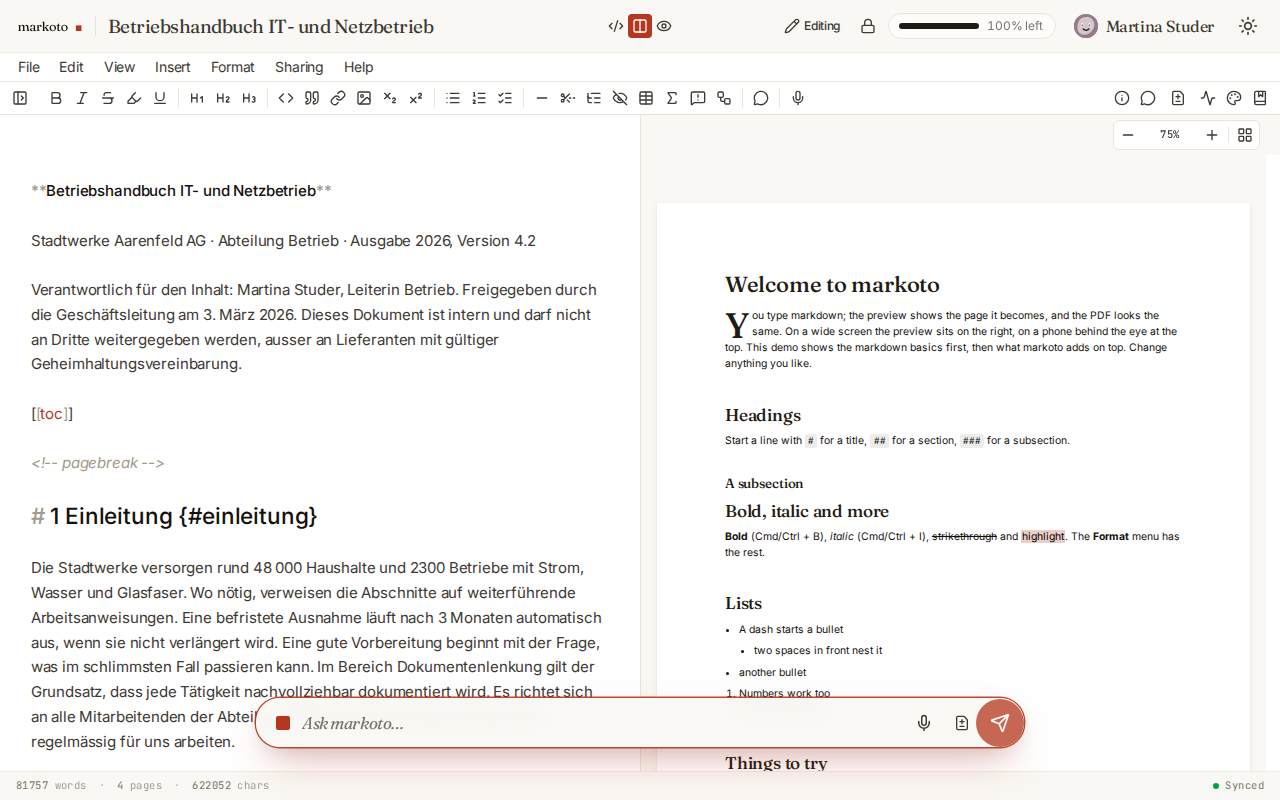 markoto
Betriebshandbuch IT- und Netzbetrieb
Editing
100% left
Martina Studer
File Edit View Insert Format Sharing Help
H1 H2 H3
75%
**Betriebshandbuch IT- und Netzbetrieb**
Stadtwerke Aarenfeld AG · Abteilung Betrieb · Ausgabe 2026, Version 4.2
Verantwortlich für den Inhalt: Martina Studer, Leiterin Betrieb. Freigegeben durch
die Geschäftsleitung am 3. März 2026. Dieses Dokument ist intern und darf nicht
an Dritte weitergegeben werden, ausser an Lieferanten mit gültiger
Geheimhaltungsvereinbarung.
[[toc]]
<!-- pagebreak -->
# 1 Einleitung {#einleitung}
Die Stadtwerke versorgen rund 48 000 Haushalte und 2300 Betriebe mit Strom,
Wasser und Glasfaser. Wo nötig, verweisen die Abschnitte auf weiterführende
Arbeitsanweisungen. Eine befristete Ausnahme läuft nach 3 Monaten automatisch
aus, wenn sie nicht verlängert wird. Eine gute Vorbereitung beginnt mit der Frage,
was im schlimmsten Fall passieren kann. Im Bereich Dokumentenlenkung gilt der
Grundsatz, dass jede Tätigkeit nachvollziehbar dokumentiert wird. Es richtet sich
an alle Mitarbeitenden der
regelmässig für uns arbeiten.
Welcome to markoto
You type markdown; the preview shows the page it becomes, and the PDF looks the
same. On a wide screen the preview sits on the right, on a phone behind the eye at the
top. This demo shows the markdown basics first, then what markoto adds on top. Change
anything you like.
Headings
Start a line with # for a title, ## for a section, ### for a subsection.
A subsection
Bold, italic and more
Bold (Cmd/Ctrl + B), italic (Cmd/Ctrl + I), strikethrough and highlight. The Format menu has
the rest.
Lists
• A dash starts a bullet
• two spaces in front nest it
• another bullet
1. Numbers work too
Things to try
Ask markoto...
81757 words · 4 pages · 622052 chars
Synced